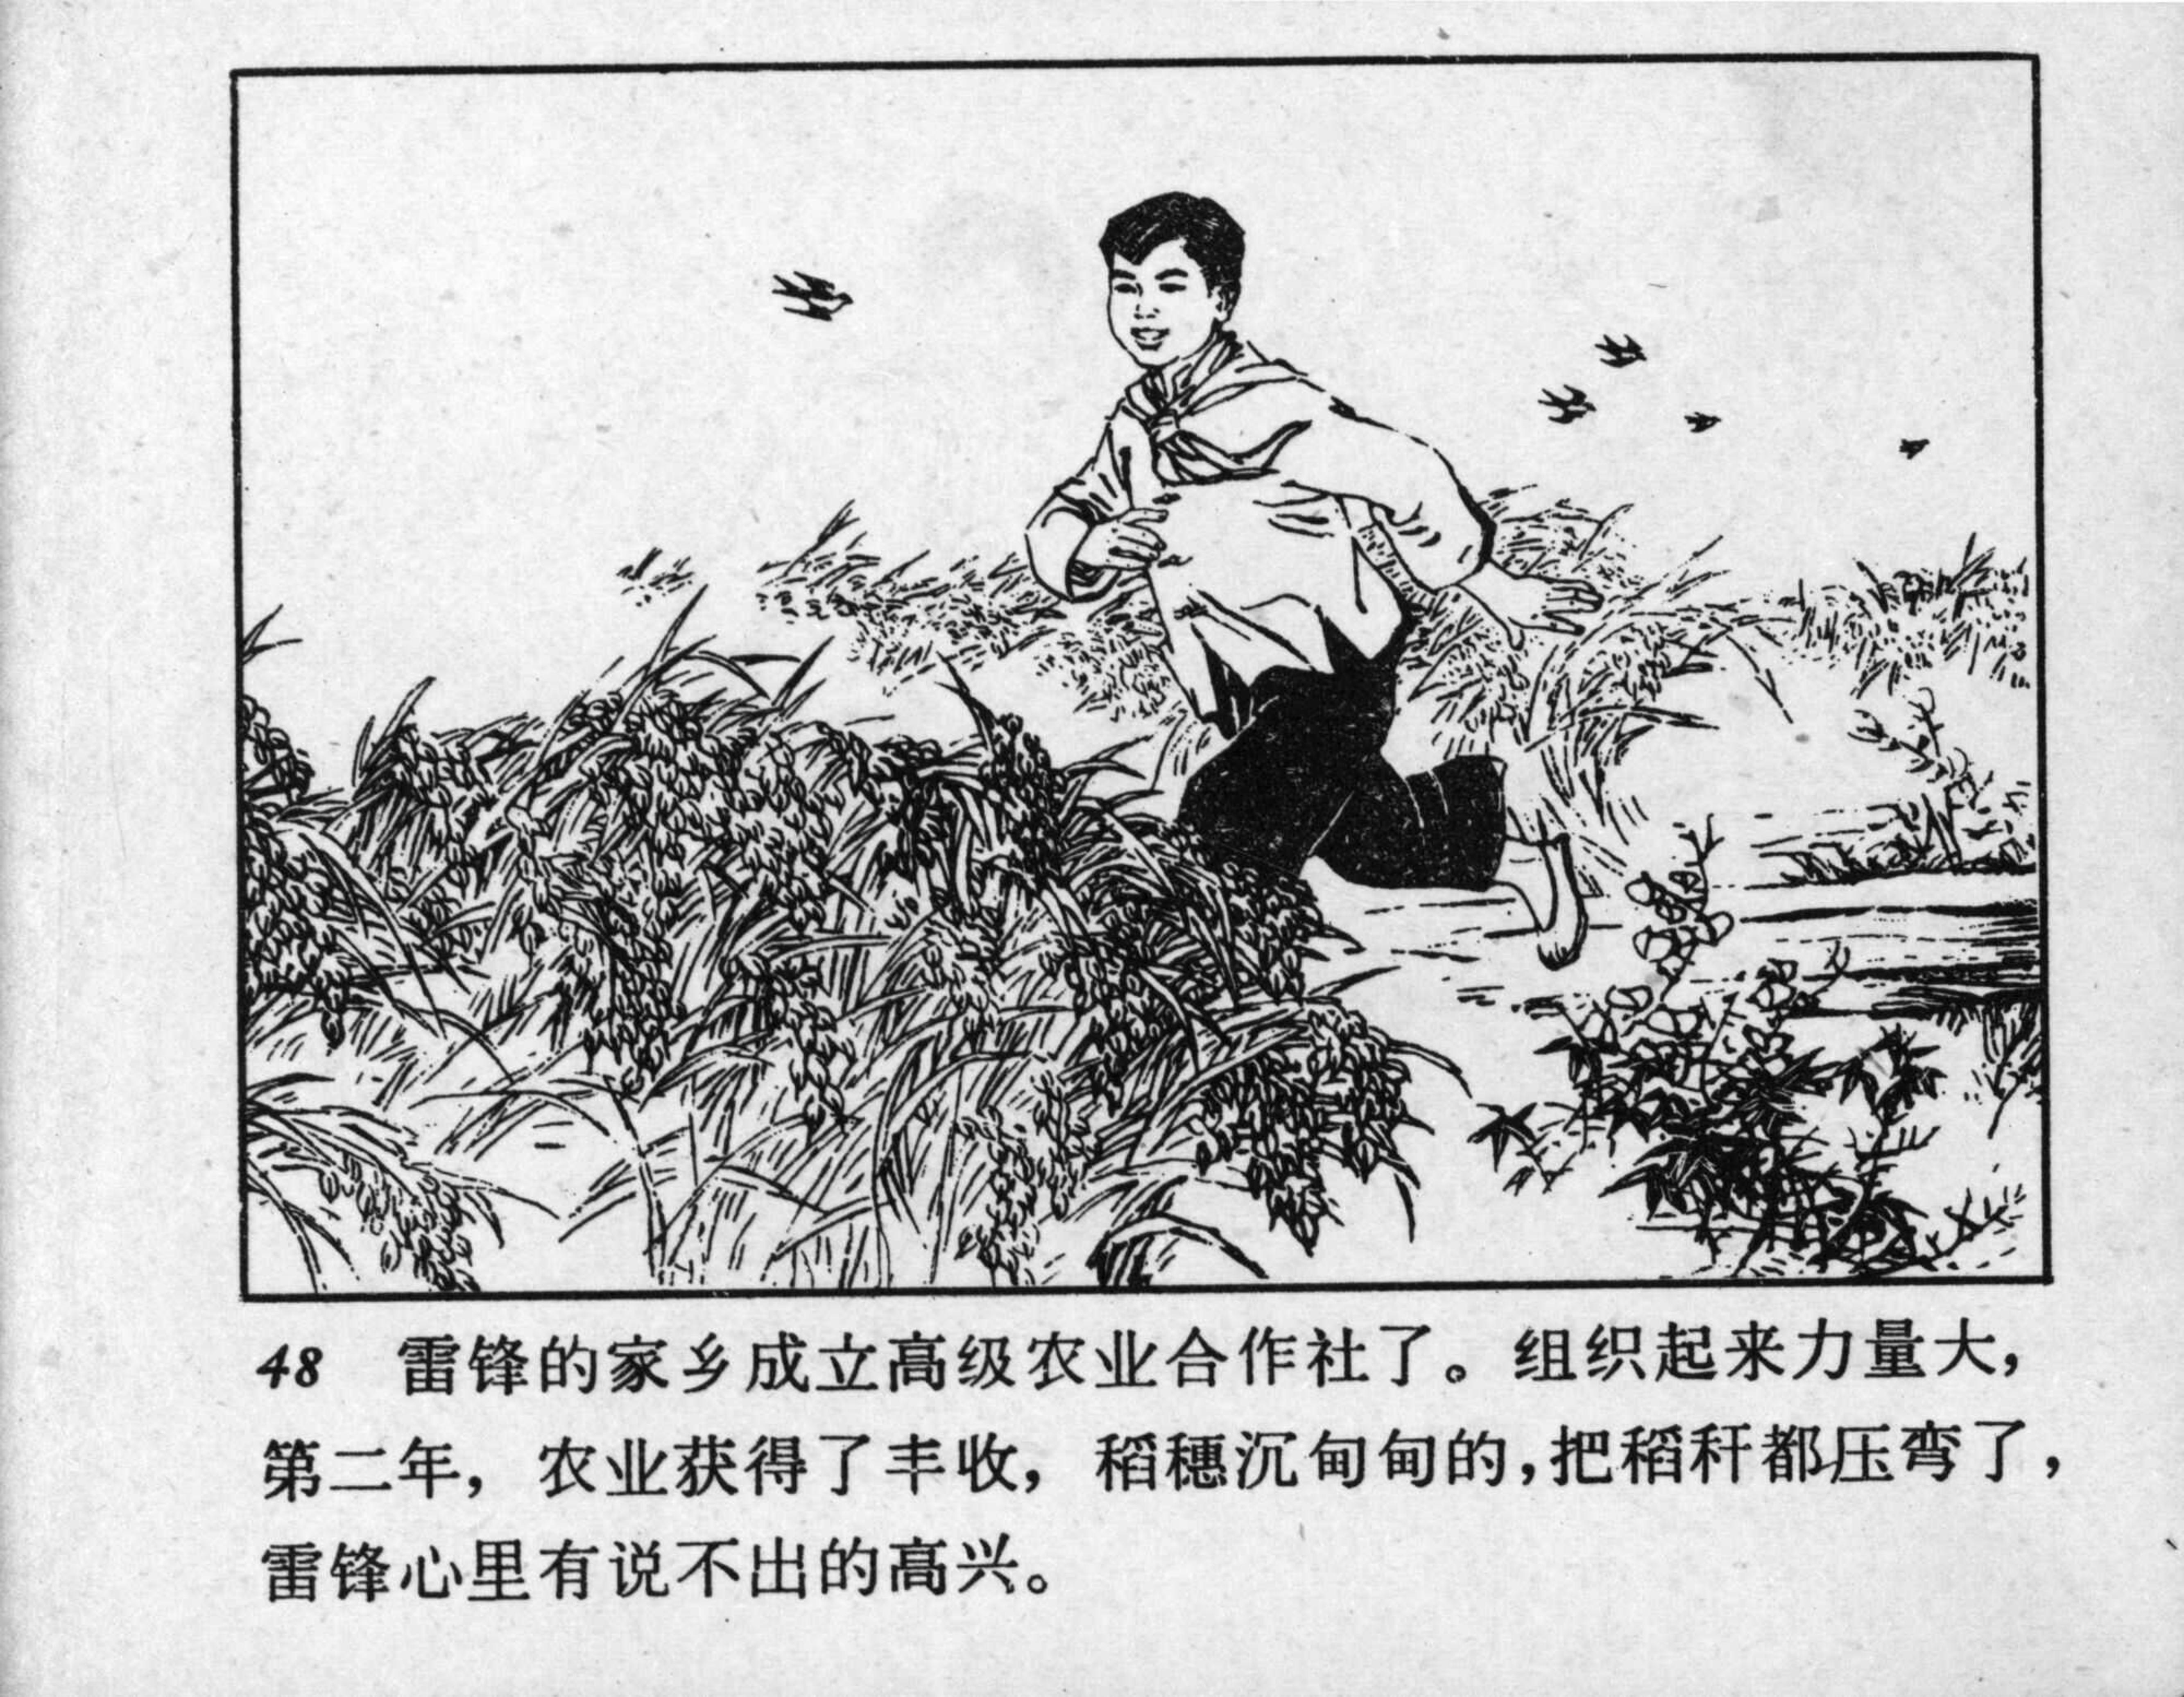 48 雷锋的家乡成立高级农业合作社了。组织起来力量大，
第二年，农业获得了丰收，稻穗沉甸甸的，把稻秆都压弯了，
雷锋心里有说不出的高兴。